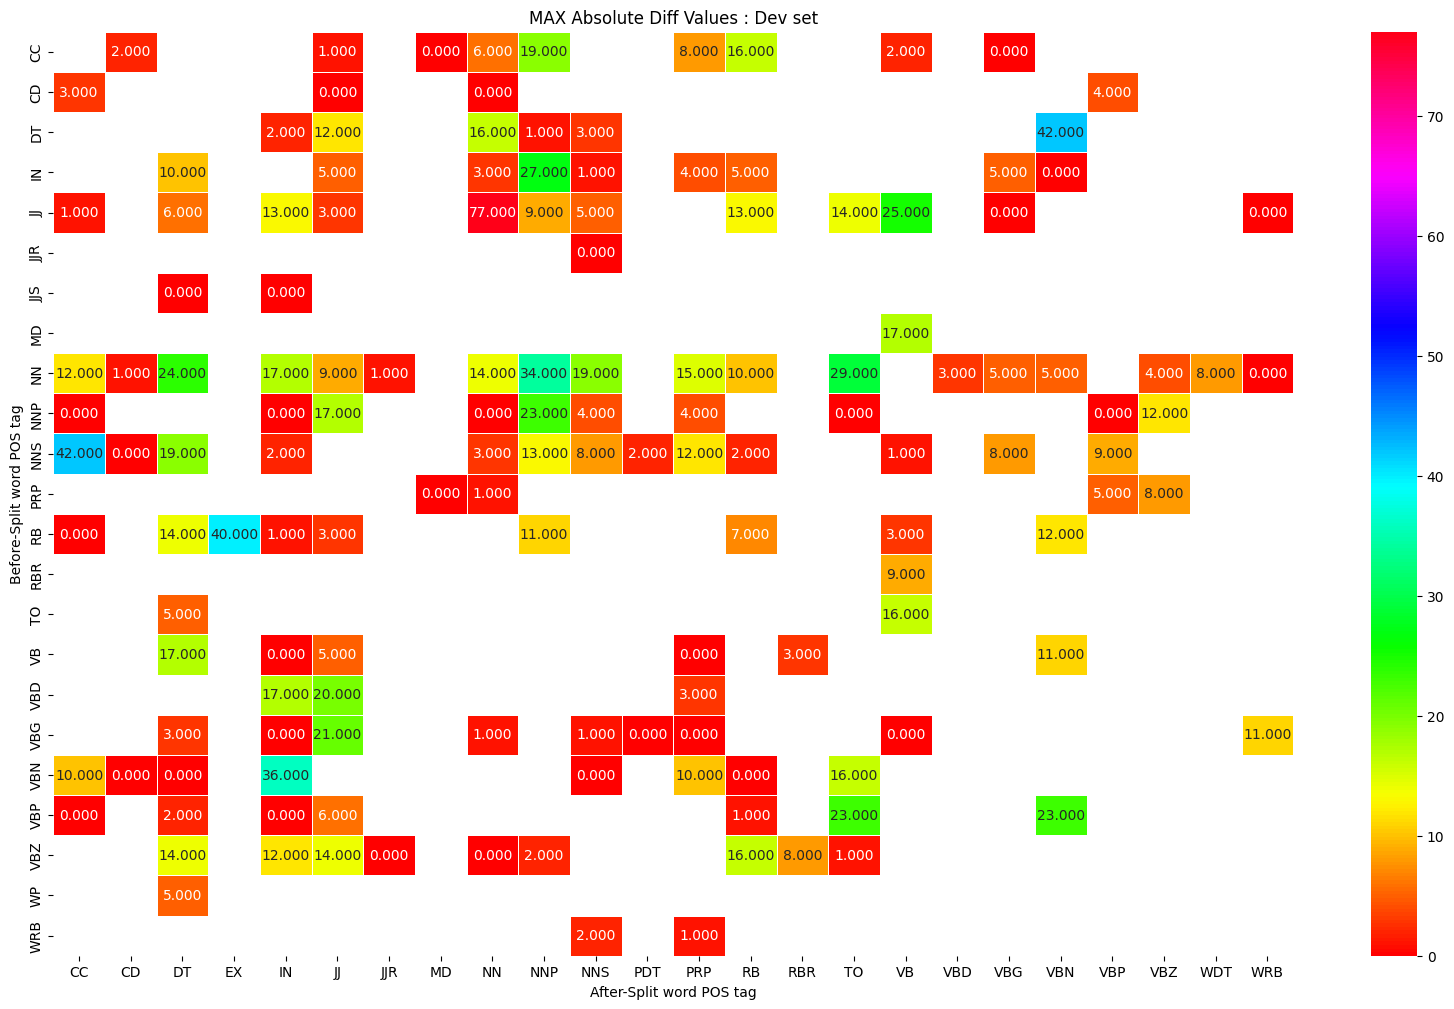 MAX Absolute Diff Values : Dev set
Before-Split word POS tag
CC 2.000 1.000 0.000 6.000 19.000 8.000 16.000 2.000 0.000
CD 3.000 0.000 0.000 4.000
DT 2.000 12.000 16.000 1.000 3.000 42.000
IN 10.000 5.000 3.000 27.000 1.000 4.000 5.000 5.000 0.000
JJ 1.000 6.000 13.000 3.000 77.000 9.000 5.000 13.000 14.000 25.000 0.000 0.000
JJR 0.000
JJS 0.000 0.000
MD 17.000
NN 12.000 1.000 24.000 17.000 9.000 1.000 14.000 34.000 19.000 15.000 10.000 29.000 3.000 5.000 5.000 4.000 8.000 0.000
NNP 0.000 0.000 17.000 0.000 23.000 4.000 4.000 0.000 0.000 12.000
NNS 42.000 0.000 19.000 2.000 3.000 13.000 8.000 2.000 12.000 2.000 1.000 8.000 9.000
PRP 0.000 1.000 5.000 8.000
RB 0.000 14.000 40.000 1.000 3.000 11.000 7.000 3.000 12.000
RBR 9.000
TO 5.000 16.000
VB 17.000 0.000 5.000 0.000 3.000 11.000
VBD 17.000 20.000 3.000
VBG 3.000 0.000 21.000 1.000 1.000 0.000 0.000 0.000 11.000
VBN 10.000 0.000 0.000 36.000 0.000 10.000 0.000 16.000
VBP 0.000 2.000 0.000 6.000 1.000 23.000 23.000
VBZ 14.000 12.000 14.000 0.000 0.000 2.000 16.000 8.000 1.000
WP 5.000
WRB 2.000 1.000
CC CD DT EX IN JJ JJR MD NN NNP NNS PDT PRP RB RBR TO VB VBD VBG VBN VBP VBZ WDT WRB
After-Split word POS tag
70
60
50
40
30
20
10
0